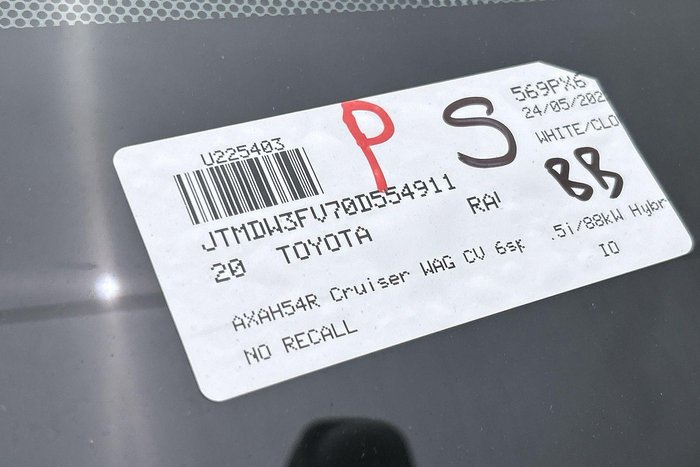 U225403
P
S
569PX6
24/05/202
WHITE/CLO
BB
JTMDW3FV70D554911
20 TOYOTA RAV
AXAH54R Cruiser WAG CV 6sp .5i/88kW Hybr
NO RECALL
IO